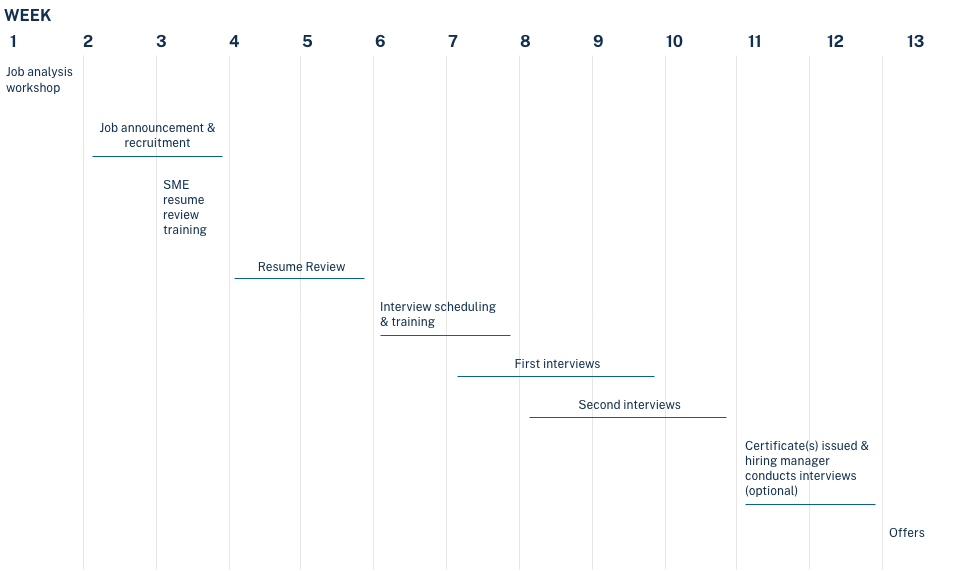 WEEK
1 2 3 4 5 6 7 8 9 10 11 12 13
Job analysis
workshop
Job announcement &
recruitment
SME
resume
review
training
Resume Review
Interview scheduling
& training
First interviews
Second interviews
Certificate(s) issued &
hiring manager
conducts interviews
(optional)
Offers